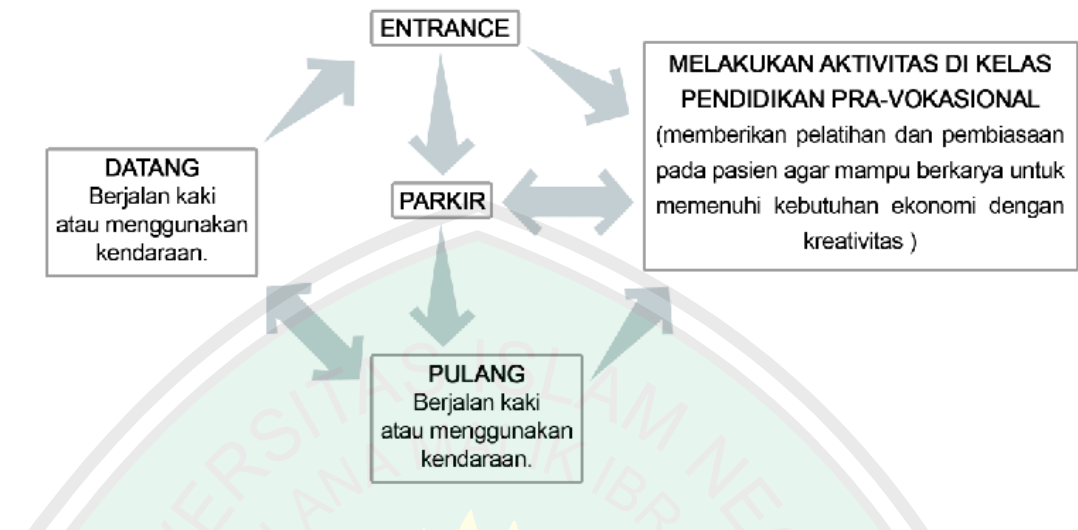 ENTRANCE
MELAKUKAN AKTIVITAS DI KELAS
PENDIDIKAN PRA-VOKASIONAL
(memberikan pelatihan dan pembiasaan
pada pasien agar mampu berkarya untuk
memenuhi kebutuhan ekonomi dengan
kreativitas )
DATANG
Berjalan kaki
atau menggunakan
kendaraan.
PARKIR
PULANG
Berjalan kaki
atau menggunakan
kendaraan.